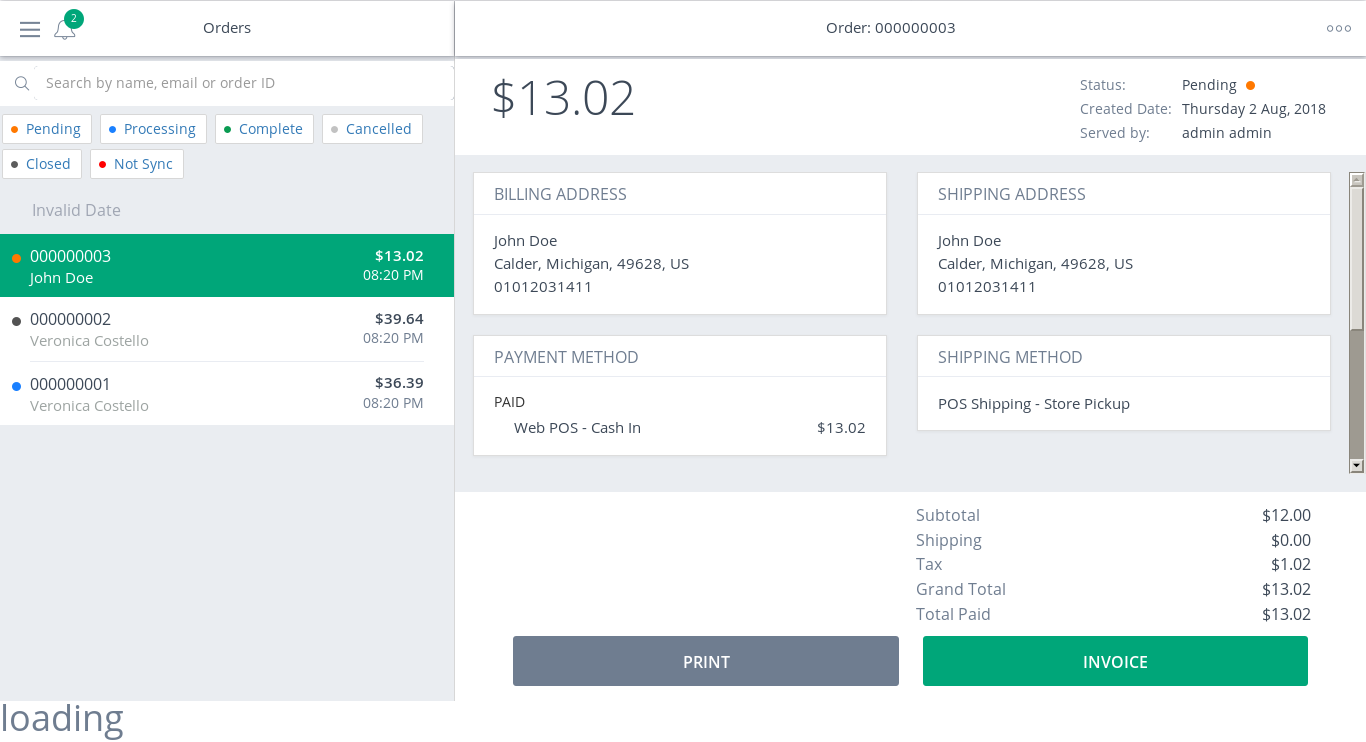 2
Orders
Order: 000000003
Search by name, email or order ID
Pending
Processing
Complete
Cancelled
Closed
Not Sync
Invalid Date
000000003
$13.02
John Doe
08:20 PM
000000002
$39.64
Veronica Costello
08:20 PM
000000001
$36.39
Veronica Costello
08:20 PM
$13.02
Status: Pending
Created Date: Thursday 2 Aug, 2018
Served by: admin admin
BILLING ADDRESS
John Doe
Calder, Michigan, 49628, US
01012031411
SHIPPING ADDRESS
John Doe
Calder, Michigan, 49628, US
01012031411
PAYMENT METHOD
PAID
Web POS - Cash In $13.02
SHIPPING METHOD
POS Shipping - Store Pickup
Subtotal $12.00
Shipping $0.00
Tax $1.02
Grand Total $13.02
Total Paid $13.02
PRINT
INVOICE
loading